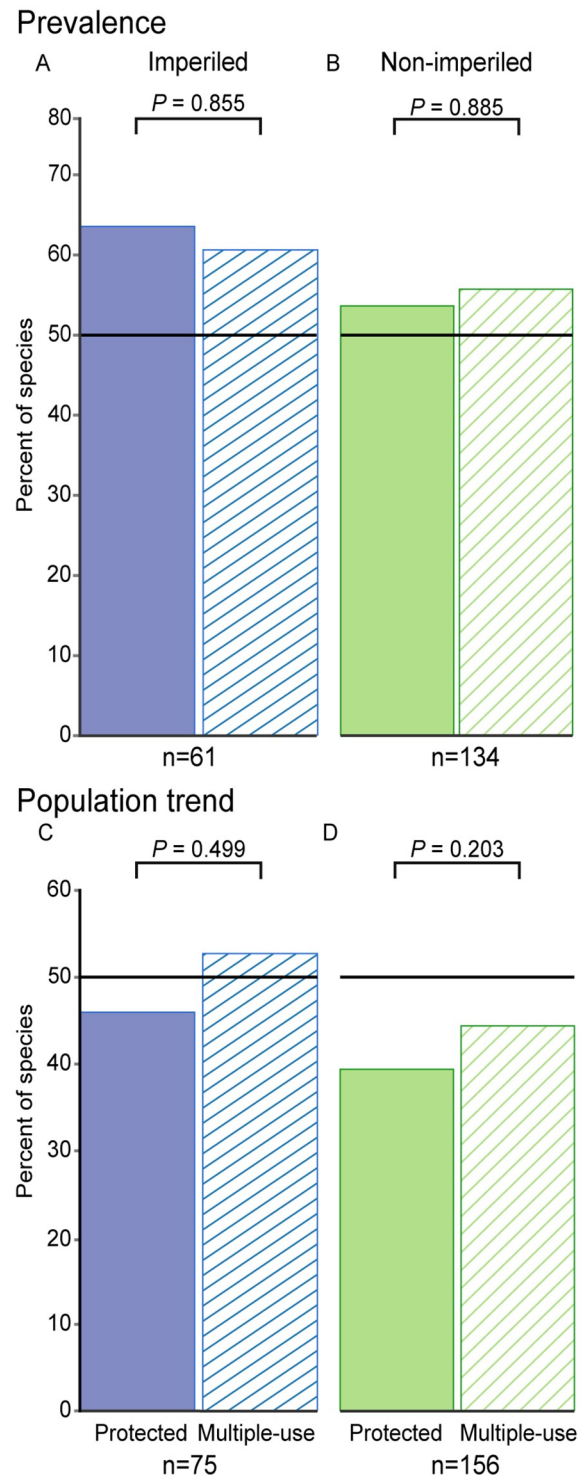 Prevalence
A Imperiled B Non-imperiled
P = 0.855 P = 0.885
80
70
60
50
40
30
20
10
0
Percent of species
n=61 n=134
Population trend
C D
P = 0.499 P = 0.203
60
50
40
30
20
10
0
Percent of species
Protected Multiple-use Protected Multiple-use
n=75 n=156